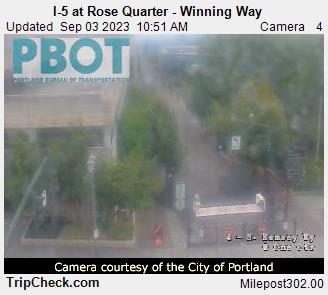 I-5 at Rose Quarter - Winning Way
Updated Sep 03 2023 10:51 AM Camera 4
PBOT
PORTLAND BUREAU OF TRANSPORTATION
Camera courtesy of the City of Portland
TripCheck.com Milepost302.00